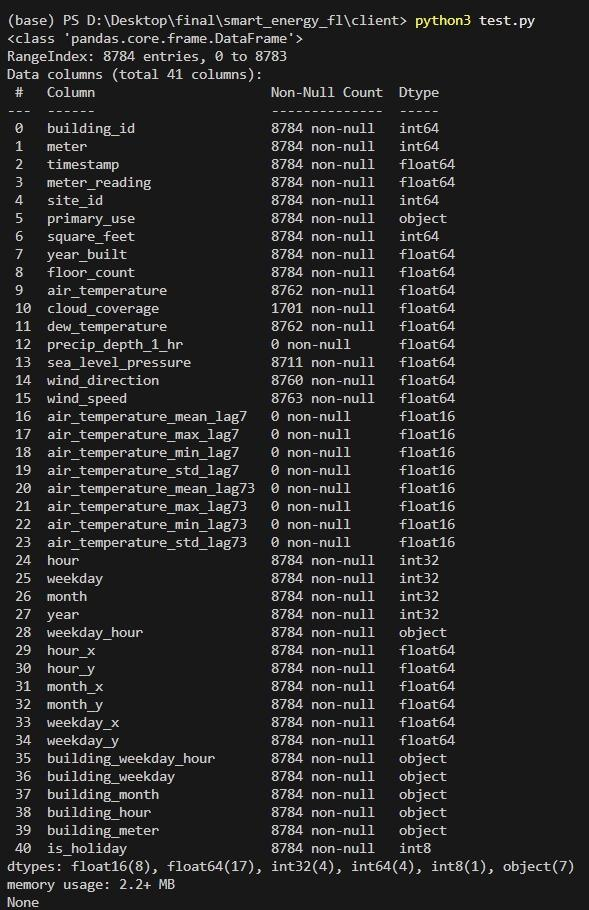 (base) PS D:\Desktop\final\smart_energy_fl\client> python3 test.py
<class 'pandas.core.frame.DataFrame'>
RangeIndex: 8784 entries, 0 to 8783
Data columns (total 41 columns):
 #   Column                    Non-Null Count  Dtype
---  ------                    --------------  -----
 0   building_id               8784 non-null   int64
 1   meter                     8784 non-null   int64
 2   timestamp                 8784 non-null   float64
 3   meter_reading             8784 non-null   float64
 4   site_id                   8784 non-null   int64
 5   primary_use               8784 non-null   object
 6   square_feet               8784 non-null   int64
 7   year_built                8784 non-null   float64
 8   floor_count               8784 non-null   float64
 9   air_temperature           8762 non-null   float64
 10  cloud_coverage            1701 non-null   float64
 11  dew_temperature           8762 non-null   float64
 12  precip_depth_1_hr         0 non-null      float64
 13  sea_level_pressure        8711 non-null   float64
 14  wind_direction            8760 non-null   float64
 15  wind_speed                8763 non-null   float64
 16  air_temperature_mean_lag7  0 non-null      float16
 17  air_temperature_max_lag7  0 non-null      float16
 18  air_temperature_min_lag7  0 non-null      float16
 19  air_temperature_std_lag7  0 non-null      float16
 20  air_temperature_mean_lag73  0 non-null      float16
 21  air_temperature_max_lag73  0 non-null      float16
 22  air_temperature_min_lag73  0 non-null      float16
 23  air_temperature_std_lag73  0 non-null      float16
 24  hour                      8784 non-null   int32
 25  weekday                   8784 non-null   int32
 26  month                     8784 non-null   int32
 27  year                      8784 non-null   int32
 28  weekday_hour              8784 non-null   object
 29  hour_x                    8784 non-null   float64
 30  hour_y                    8784 non-null   float64
 31  month_x                   8784 non-null   float64
 32  month_y                   8784 non-null   float64
 33  weekday_x                 8784 non-null   float64
 34  weekday_y                 8784 non-null   float64
 35  building_weekday_hour     8784 non-null   object
 36  building_weekday          8784 non-null   object
 37  building_month            8784 non-null   object
 38  building_hour             8784 non-null   object
 39  building_meter            8784 non-null   object
 40  is_holiday                8784 non-null   int8
dtypes: float16(8), float64(17), int32(4), int64(4), int8(1), object(7)
memory usage: 2.2+ MB
None